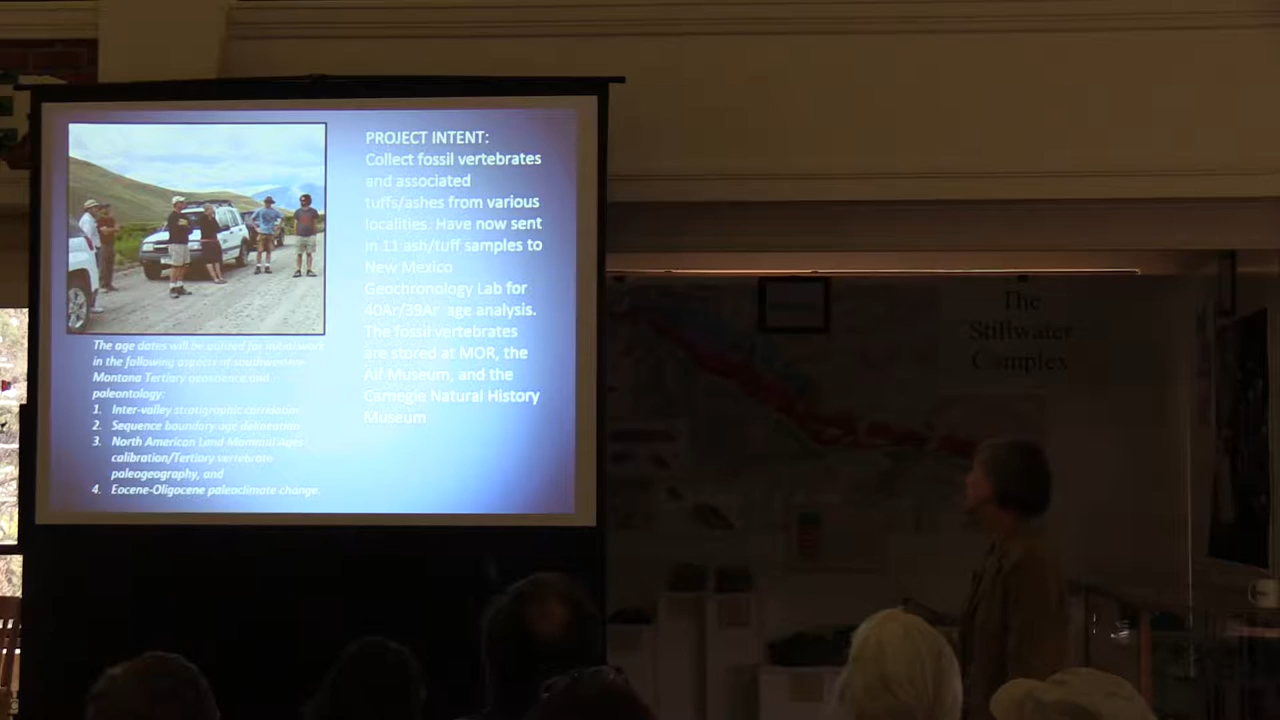 PROJECT INTENT:
Collect fossil vertebrates
and associated
tuffs/ashes from various
localities. Have now sent
in 11 ash/tuff samples to
New Mexico
Geochronology Lab for
40Ar/39Ar age analysis.
The fossil vertebrates
are stored at MOR, the
Alf Museum, and the
Carnegie Natural History
Museum
The age dates will be utilized for initial work
in the following aspects of southwestern
Montana Tertiary geoscience and
paleontology:
1. Inter-valley stratigraphic correlation
2. Sequence boundary age delineation
3. North American Land Mammal Ages
calibration/Tertiary vertebrate
paleogeography, and
4. Eocene-Oligocene paleoclimate change.
The
Stillwater
Complex